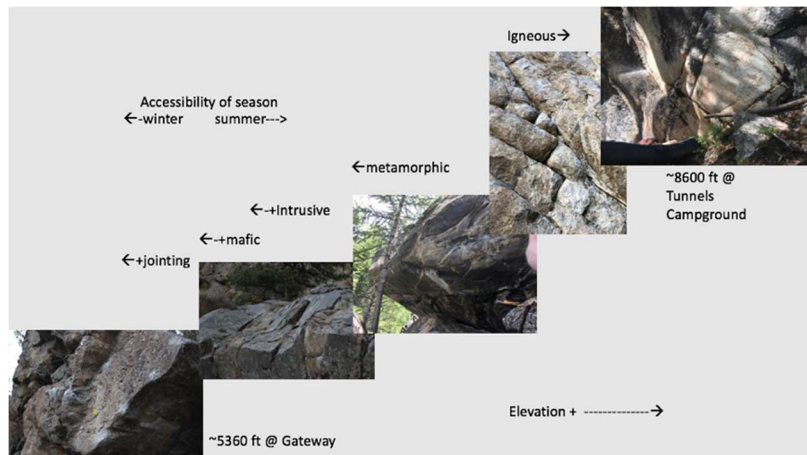 Igneous→
Accessibility of season
←-winter summer--->
←metamorphic
~8600 ft @
Tunnels
Campground
←-+Intrusive
←-+mafic
←+jointing
Elevation + --------------→
~5360 ft @ Gateway